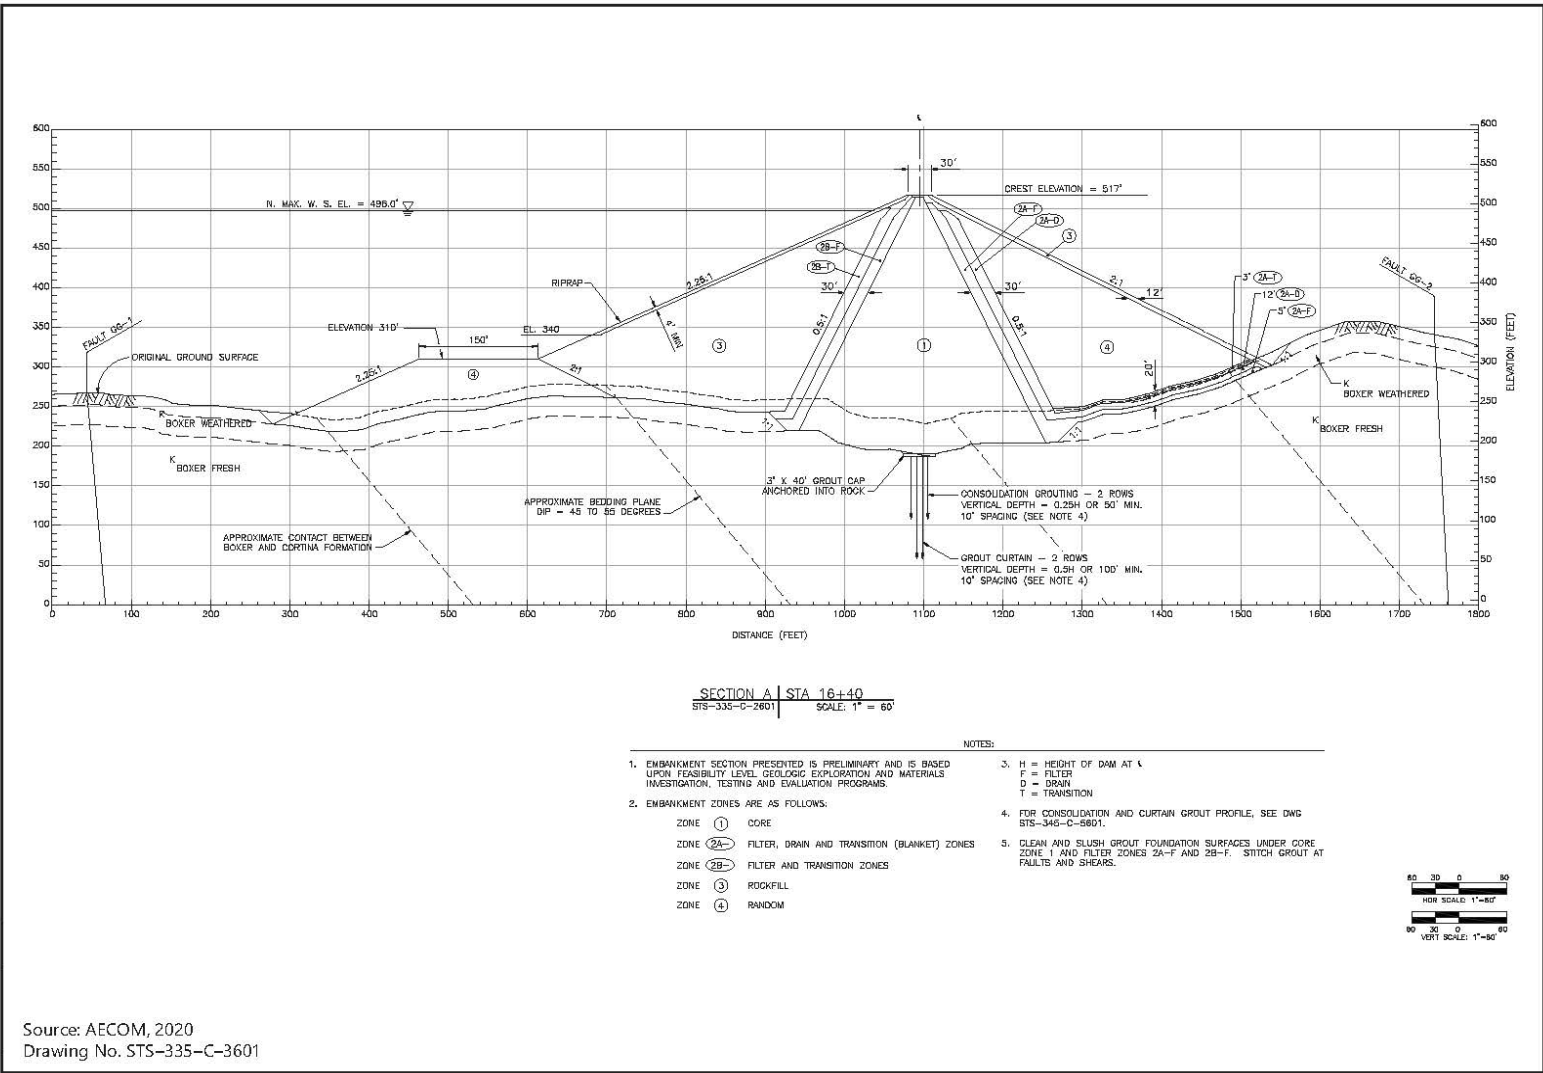 ℄
600
550
500
450
400
350
300
250
200
150
100
50
0
600
550
500
450
400
350
300
250
200
150
100
50
0
ELEVATION (FEET)
0 100 200 300 400 500 600 700 800 900 1000 1100 1200 1300 1400 1500 1600 1700 1800
DISTANCE (FEET)
30'
CREST ELEVATION = 517'
N. MAX. W. S. EL. = 498.0'
2A-F
2A-D
3
2B-F
2B-T
30'
30'
2.25:1
RIPRAP
4' MIN
2:1
12'
3' 2A-T
12' 2A-D
3' 2A-F
FAULT GG-2
FAULT GG-1
ELEVATION 310'
EL. 340
150'
0.5:1
0.5:1
ORIGINAL GROUND SURFACE
2.25:1
4
2:1
3
1
4
20'
1:1
K
BOXER WEATHERED
K
BOXER FRESH
K
BOXER WEATHERED
K
BOXER FRESH
1:1
1:1
3' X 40' GROUT CAP
ANCHORED INTO ROCK
APPROXIMATE BEDDING PLANE
DIP = 45 TO 55 DEGREES
APPROXIMATE CONTACT BETWEEN
BOXER AND CORTINA FORMATION
CONSOLIDATION GROUTING - 2 ROWS
VERTICAL DEPTH = 0.25H OR 50' MIN.
10' SPACING (SEE NOTE 4)
GROUT CURTAIN - 2 ROWS
VERTICAL DEPTH = 0.5H OR 100' MIN.
10' SPACING (SEE NOTE 4)
SECTION A STA 16+40
STS-335-C-2601 SCALE: 1" = 60'
NOTES:
1. EMBANKMENT SECTION PRESENTED IS PRELIMINARY AND IS BASED
UPON FEASIBILITY LEVEL GEOLOGIC EXPLORATION AND MATERIALS
INVESTIGATION, TESTING AND EVALUATION PROGRAMS.
2. EMBANKMENT ZONES ARE AS FOLLOWS:
ZONE 1 CORE
ZONE 2A- FILTER, DRAIN AND TRANSITION (BLANKET) ZONES
ZONE 2B- FILTER AND TRANSITION ZONES
ZONE 3 ROCKFILL
ZONE 4 RANDOM
3. H = HEIGHT OF DAM AT ℄
F = FILTER
D = DRAIN
T = TRANSITION
4. FOR CONSOLIDATION AND CURTAIN GROUT PROFILE, SEE DWG
STS-345-C-5601.
5. CLEAN AND SLUSH GROUT FOUNDATION SURFACES UNDER CORE
ZONE 1 AND FILTER ZONES 2A-F AND 2B-F. STITCH GROUT AT
FAULTS AND SHEARS.
60 30 0 60
HOR SCALE: 1"=60'
60 30 0 60
VERT SCALE: 1"=60'
Source: AECOM, 2020
Drawing No. STS-335-C-3601